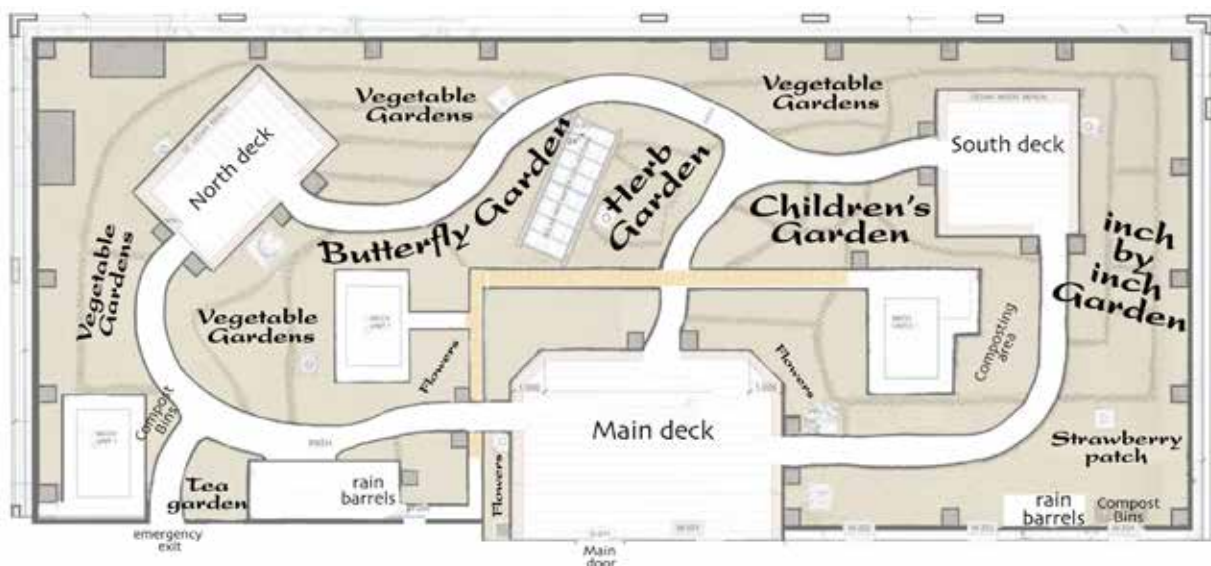 Vegetable
Gardens
Vegetable
Gardens
North deck
South deck
Butterfly Garden
Herb
Garden
Children's
Garden
inch
by
inch
Garden
Vegetable
Gardens
Vegetable
Gardens
Flowers
Flowers
Composting
area
Main deck
Compost
Bins
PATH
Strawberry
patch
Tea
garden
rain
barrels
Flowers
rain
barrels
Compost
Bins
emergency
exit
Main
door